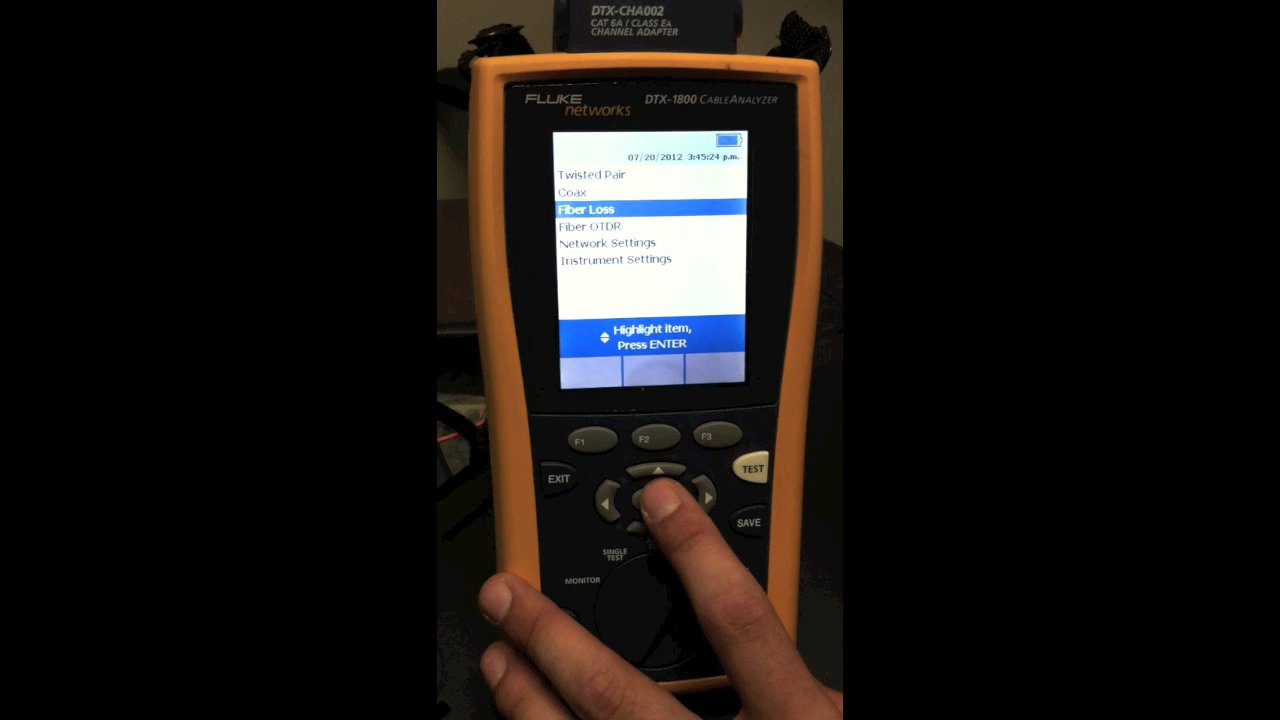 DTX-CHA002
CAT 6A / CLASS EA
CHANNEL ADAPTER
FLUKE
networks
DTX-1800 CABLEANALYZER
07/20/2012 3:45:24 p.m.
Twisted Pair
Coax
Fiber Loss
Fiber OTDR
Network Settings
Instrument Settings
Highlight item,
Press ENTER
F1
F2
F3
EXIT
TEST
SAVE
SINGLE
TEST
MONITOR